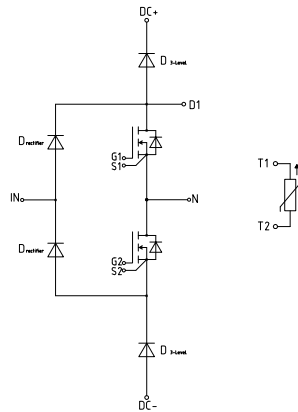 DC+
D 3-Level
D1
D rectifier
G1
S1
T1
IN
N
T2
D rectifier
G2
S2
D 3-Level
DC-